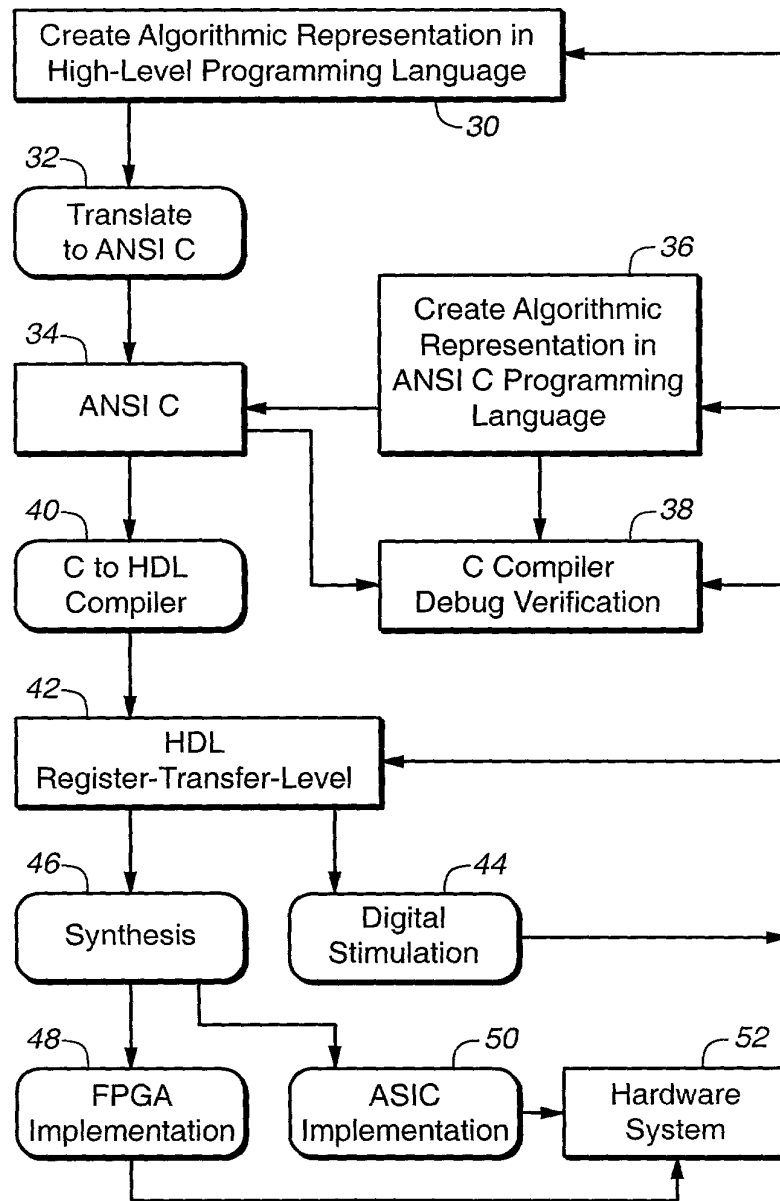 Create Algorithmic Representation in
High-Level Programming Language
30
32
Translate
to ANSI C
36
Create Algorithmic
Representation in
ANSI C Programming
Language
34
ANSI C
40
C to HDL
Compiler
38
C Compiler
Debug Verification
42
HDL
Register-Transfer-Level
46
Synthesis
44
Digital
Stimulation
48
FPGA
Implementation
50
ASIC
Implementation
52
Hardware
System